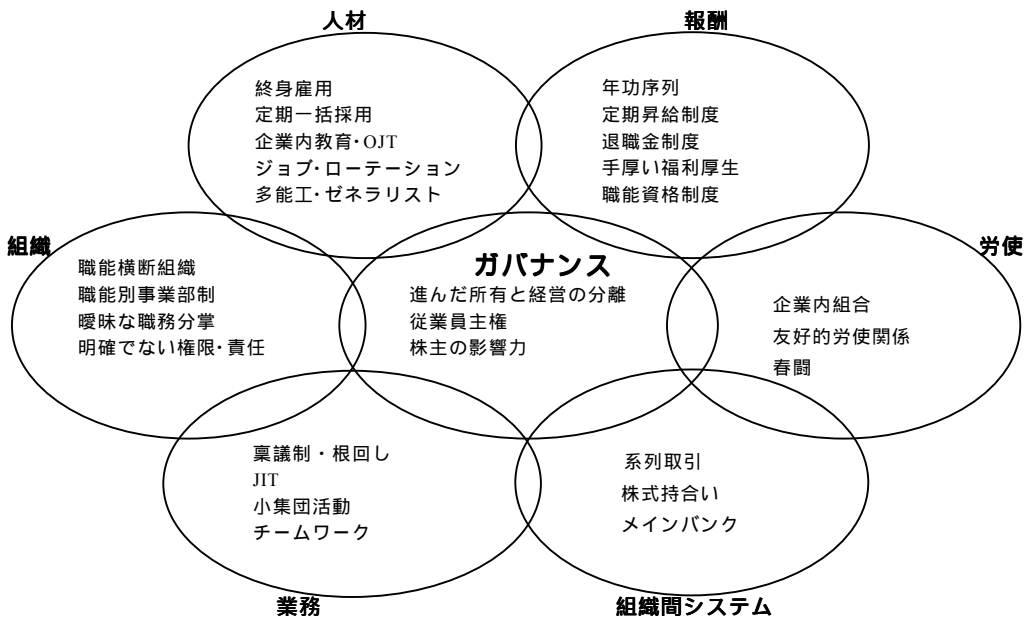 人材
終身雇用
定期一括採用
企業内教育・OJT
ジョブ・ローテーション
多能工・ゼネラリスト
報酬
年功序列
定期昇給制度
退職金制度
手厚い福利厚生
職能資格制度
組織
職能横断組織
職能別事業部制
曖昧な職務分掌
明確でない権限・責任
ガバナンス
進んだ所有と経営の分離
従業員主権
株主の影響力
労使
企業内組合
友好的労使関係
春闘
稟議制・根回し
JIT
小集団活動
チームワーク
業務
系列取引
株式持合い
メインバンク
組織間システム